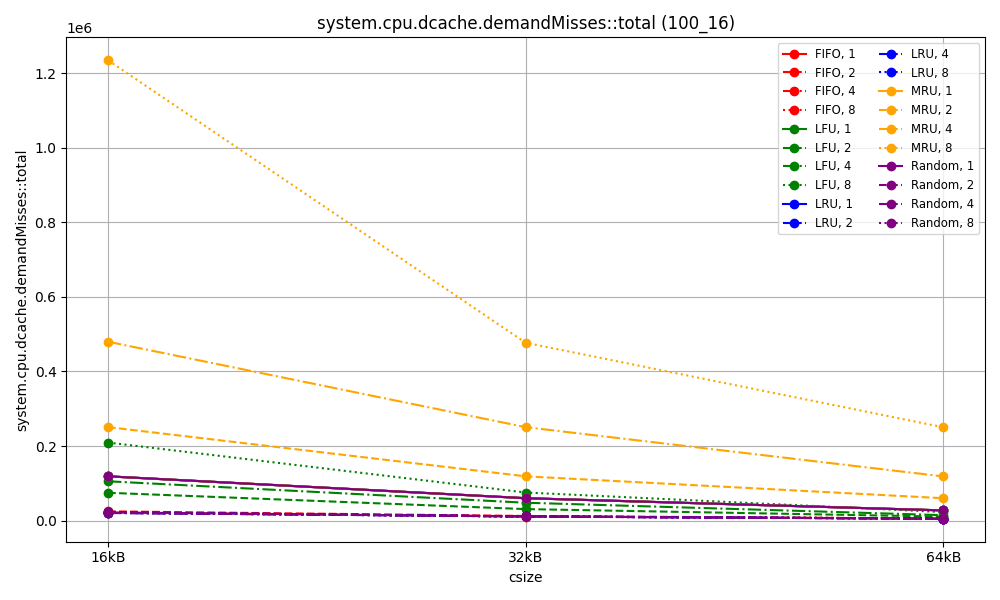 system.cpu.dcache.demandMisses::total (100_16)
1e6
1.2
1.0
0.8
0.6
0.4
0.2
0.0
system.cpu.dcache.demandMisses::total
16kB
32kB
64kB
csize
FIFO, 1
FIFO, 2
FIFO, 4
FIFO, 8
LFU, 1
LFU, 2
LFU, 4
LFU, 8
LRU, 1
LRU, 2
LRU, 4
LRU, 8
MRU, 1
MRU, 2
MRU, 4
MRU, 8
Random, 1
Random, 2
Random, 4
Random, 8